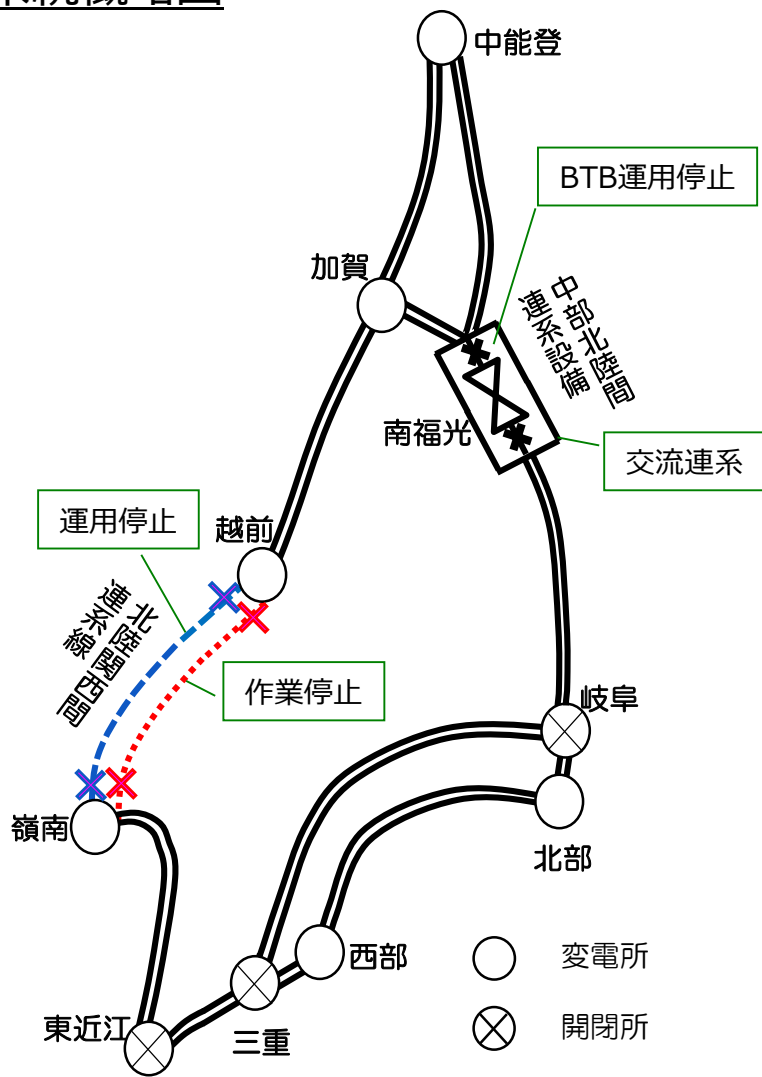 中能登
BTB運用停止
加賀
中部北陸間
連系設備
南福光
交流連系
運用停止
越前
北陸関西間
連系線
作業停止
岐阜
嶺南
北部
西部
変電所
東近江
三重
開閉所